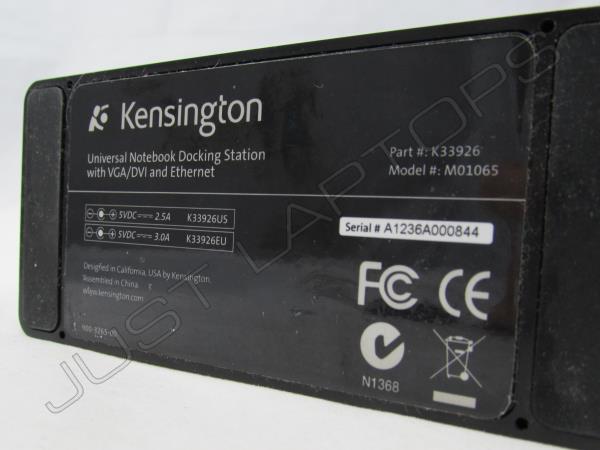 Kensington
Universal Notebook Docking Station
with VGA/DVI and Ethernet
Part #: K33926
Model #: M01065
5VDC 2.5A K33926US
5VDC 3.0A K33926EU
Serial # A1236A000844
Designed in California, USA by Kensington.
Assembled in China
www.kensington.com
FC CE
N1368
JUST LAPTOPS